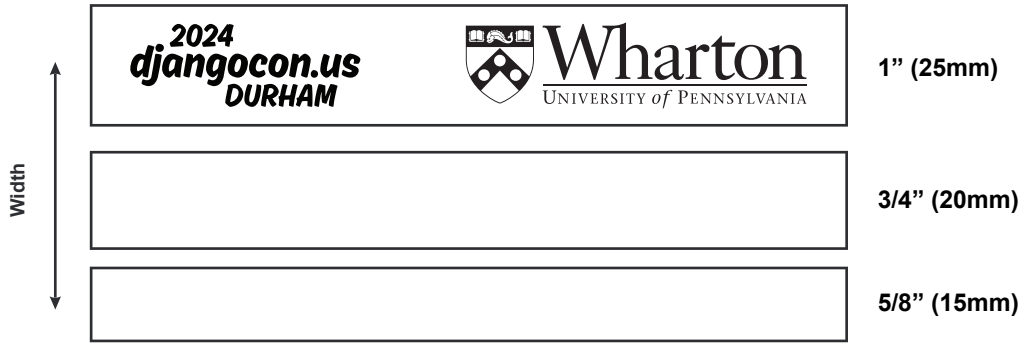 2024
djangocon.us
DURHAM
Wharton
UNIVERSITY of PENNSYLVANIA
1” (25mm)
Width
3/4” (20mm)
5/8” (15mm)